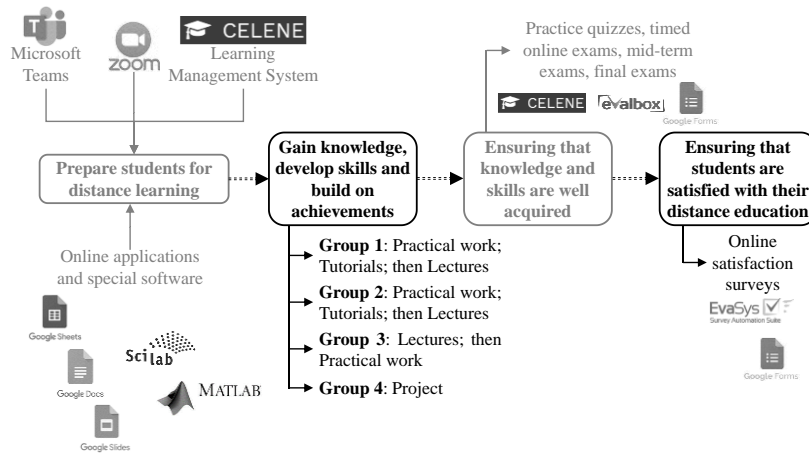 Microsoft
Teams
zoom
CELENE
Learning
Management System
Practice quizzes, timed
online exams, mid-term
exams, final exams
CELENE
evalbox
Google Forms
Prepare students for
distance learning
Gain knowledge,
develop skills and
build on
achievements
Ensuring that
knowledge and
skills are well
acquired
Ensuring that
students are
satisfied with their
distance education
Online applications
and special software
Google Sheets
Scilab
Google Docs
MATLAB
Google Slides
Group 1: Practical work;
Tutorials; then Lectures
Group 2: Practical work;
Tutorials; then Lectures
Group 3: Lectures; then
Practical work
Group 4: Project
Online
satisfaction
surveys
EvaSys
Survey Automation Suite
Google Forms